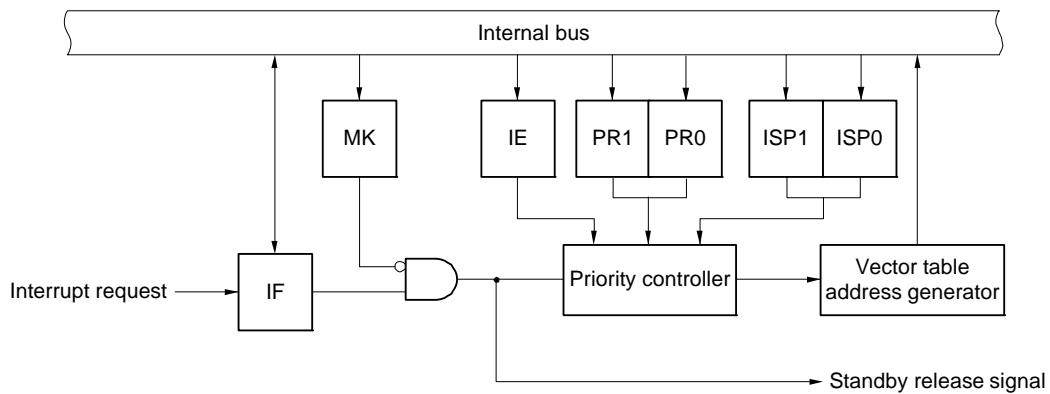 Internal bus
MK
IE
PR1
PR0
ISP1
ISP0
Interrupt request
IF
Priority controller
Vector table
address generator
Standby release signal